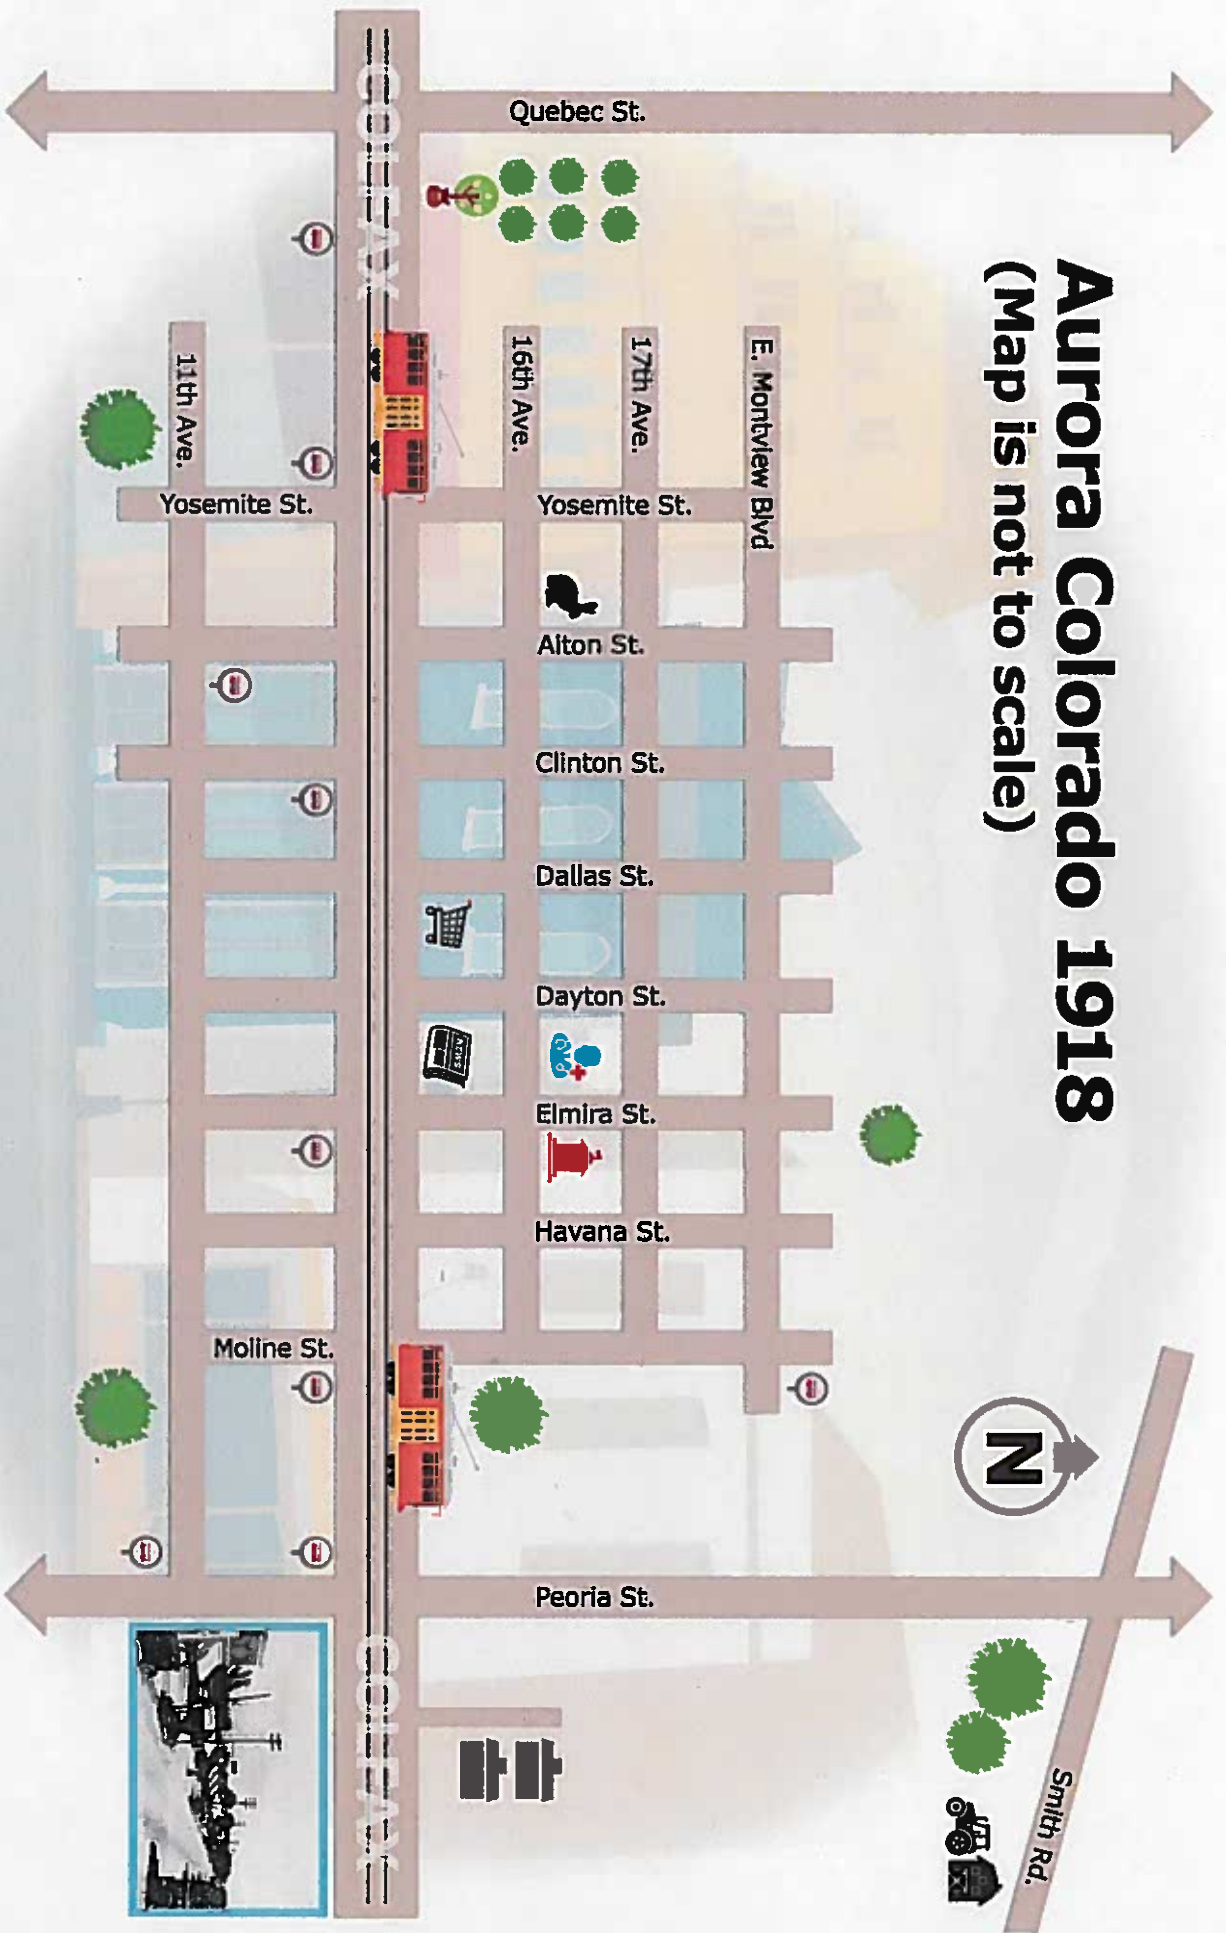 Aurora Colorado 1918
(Map is not to scale)
Smith Rd.
N
E. Montview Blvd
17th Ave.
16th Ave.
COLFAX
COLFAX
11th Ave.
Quebec St.
Yosemite St.
Yosemite St.
Alton St.
Clinton St.
Dallas St.
Dayton St.
Elmira St.
Havana St.
Moline St.
Peoria St.
NEWS